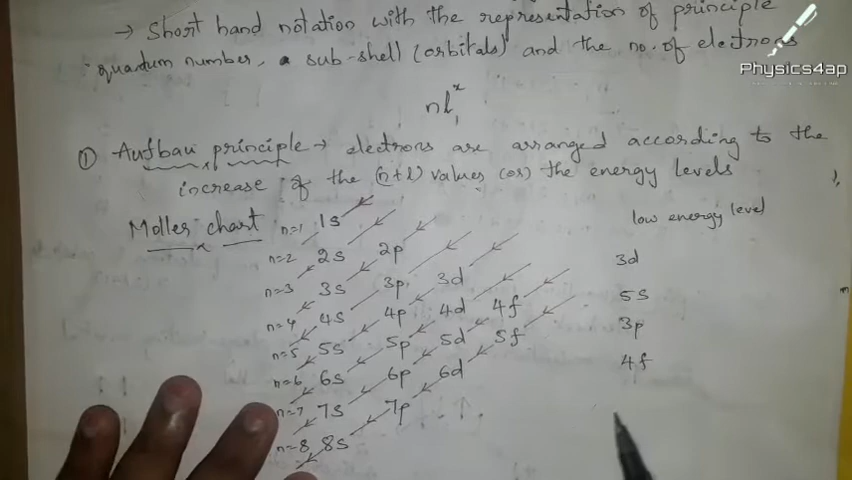 → Short hand notation with the representation of principle
quantum number, sub-shell (orbitals) and the no. of electrons
Physics4ap
nl^x
① Aufbau principle → electrons are arranged according to the
increase of the (n+l) values (or) the energy levels
Moller chart
n=1 1s
low energy level
n=2 2s 2p
3d
n=3 3s 3p 3d
5s
n=4 4s 4p 4d 4f
3p
n=5 5s 5p 5d 5f
4f
n=6 6s 6p 6d
n=7 7s 7p
n=8 8s